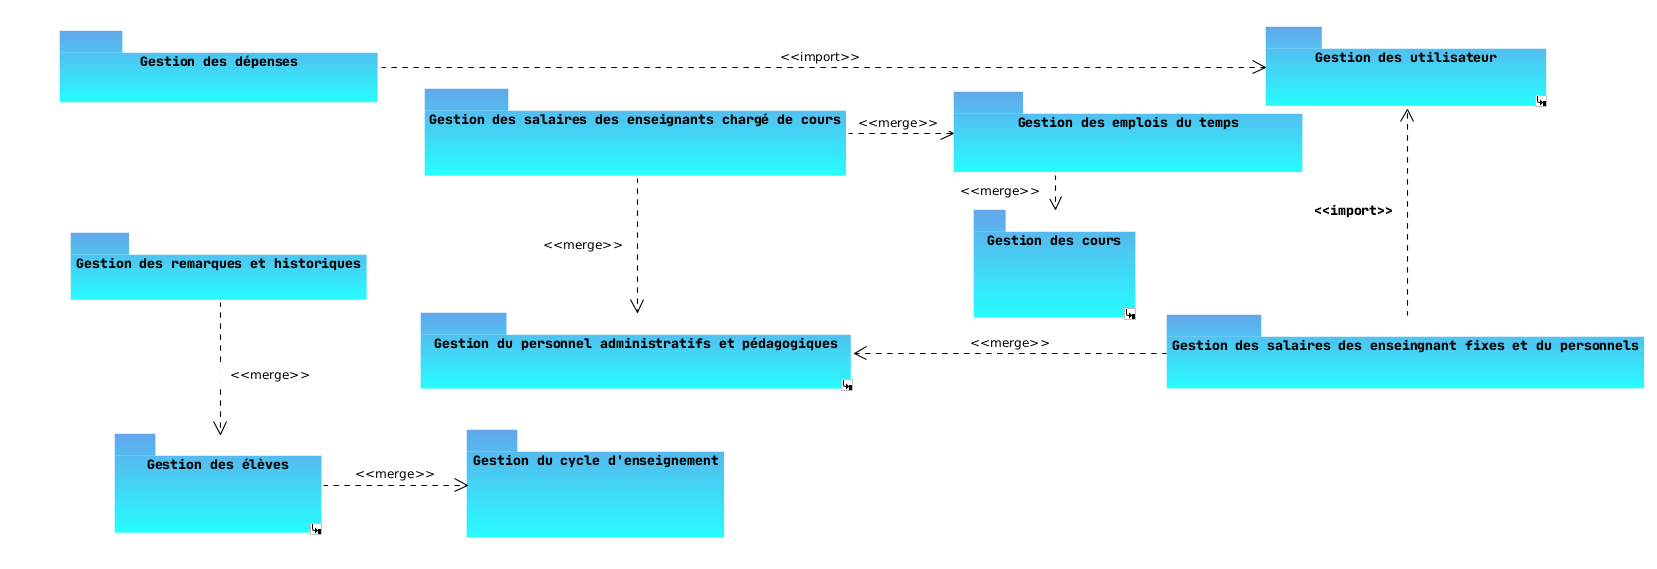 Gestion des dépenses
<<import>>
Gestion des utilisateur
Gestion des salaires des enseignants chargé de cours
<<merge>>
Gestion des emplois du temps
<<merge>>
<<import>>
Gestion des cours
<<merge>>
Gestion des remarques et historiques
Gestion du personnel administratifs et pédagogiques
<<merge>>
Gestion des salaires des enseingnant fixes et du personnels
<<merge>>
Gestion des élèves
<<merge>>
Gestion du cycle d'enseignement